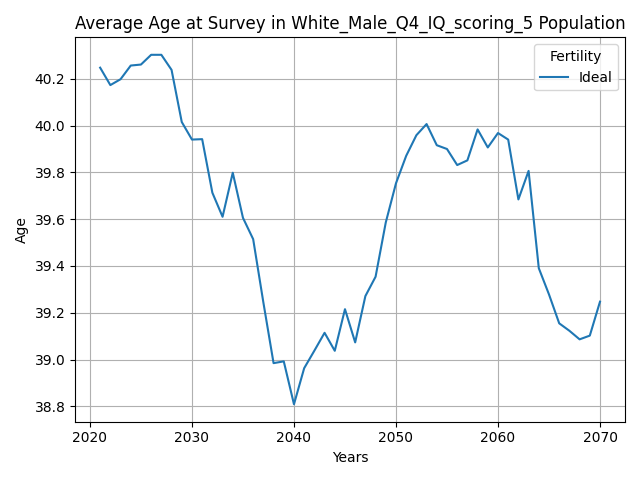 Average Age at Survey in White_Male_Q4_IQ_scoring_5 Population
Fertility
Ideal
Age
40.2
40.0
39.8
39.6
39.4
39.2
39.0
38.8
2020 2030 2040 2050 2060 2070
Years